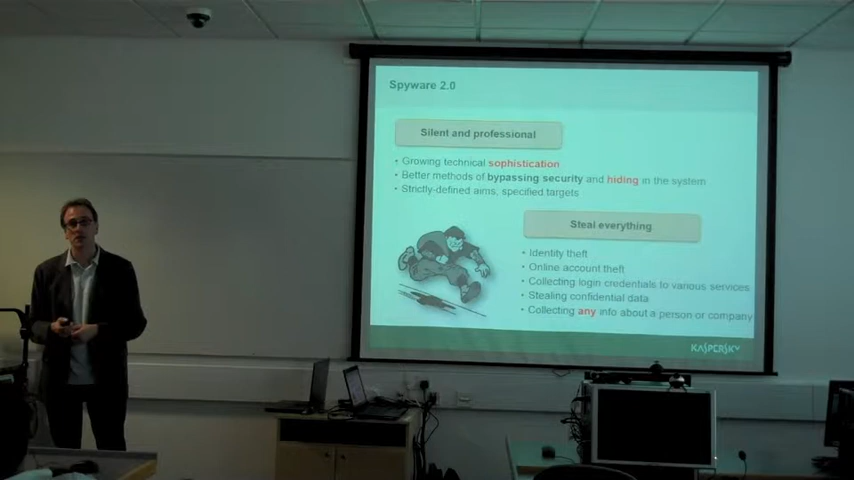 Spyware 2.0
Silent and professional
• Growing technical sophistication
• Better methods of bypassing security and hiding in the system
• Strictly-defined aims, specified targets
Steal everything
• Identity theft
• Online account theft
• Collecting login credentials to various services
• Stealing confidential data
• Collecting any info about a person or company
KASPERSKY